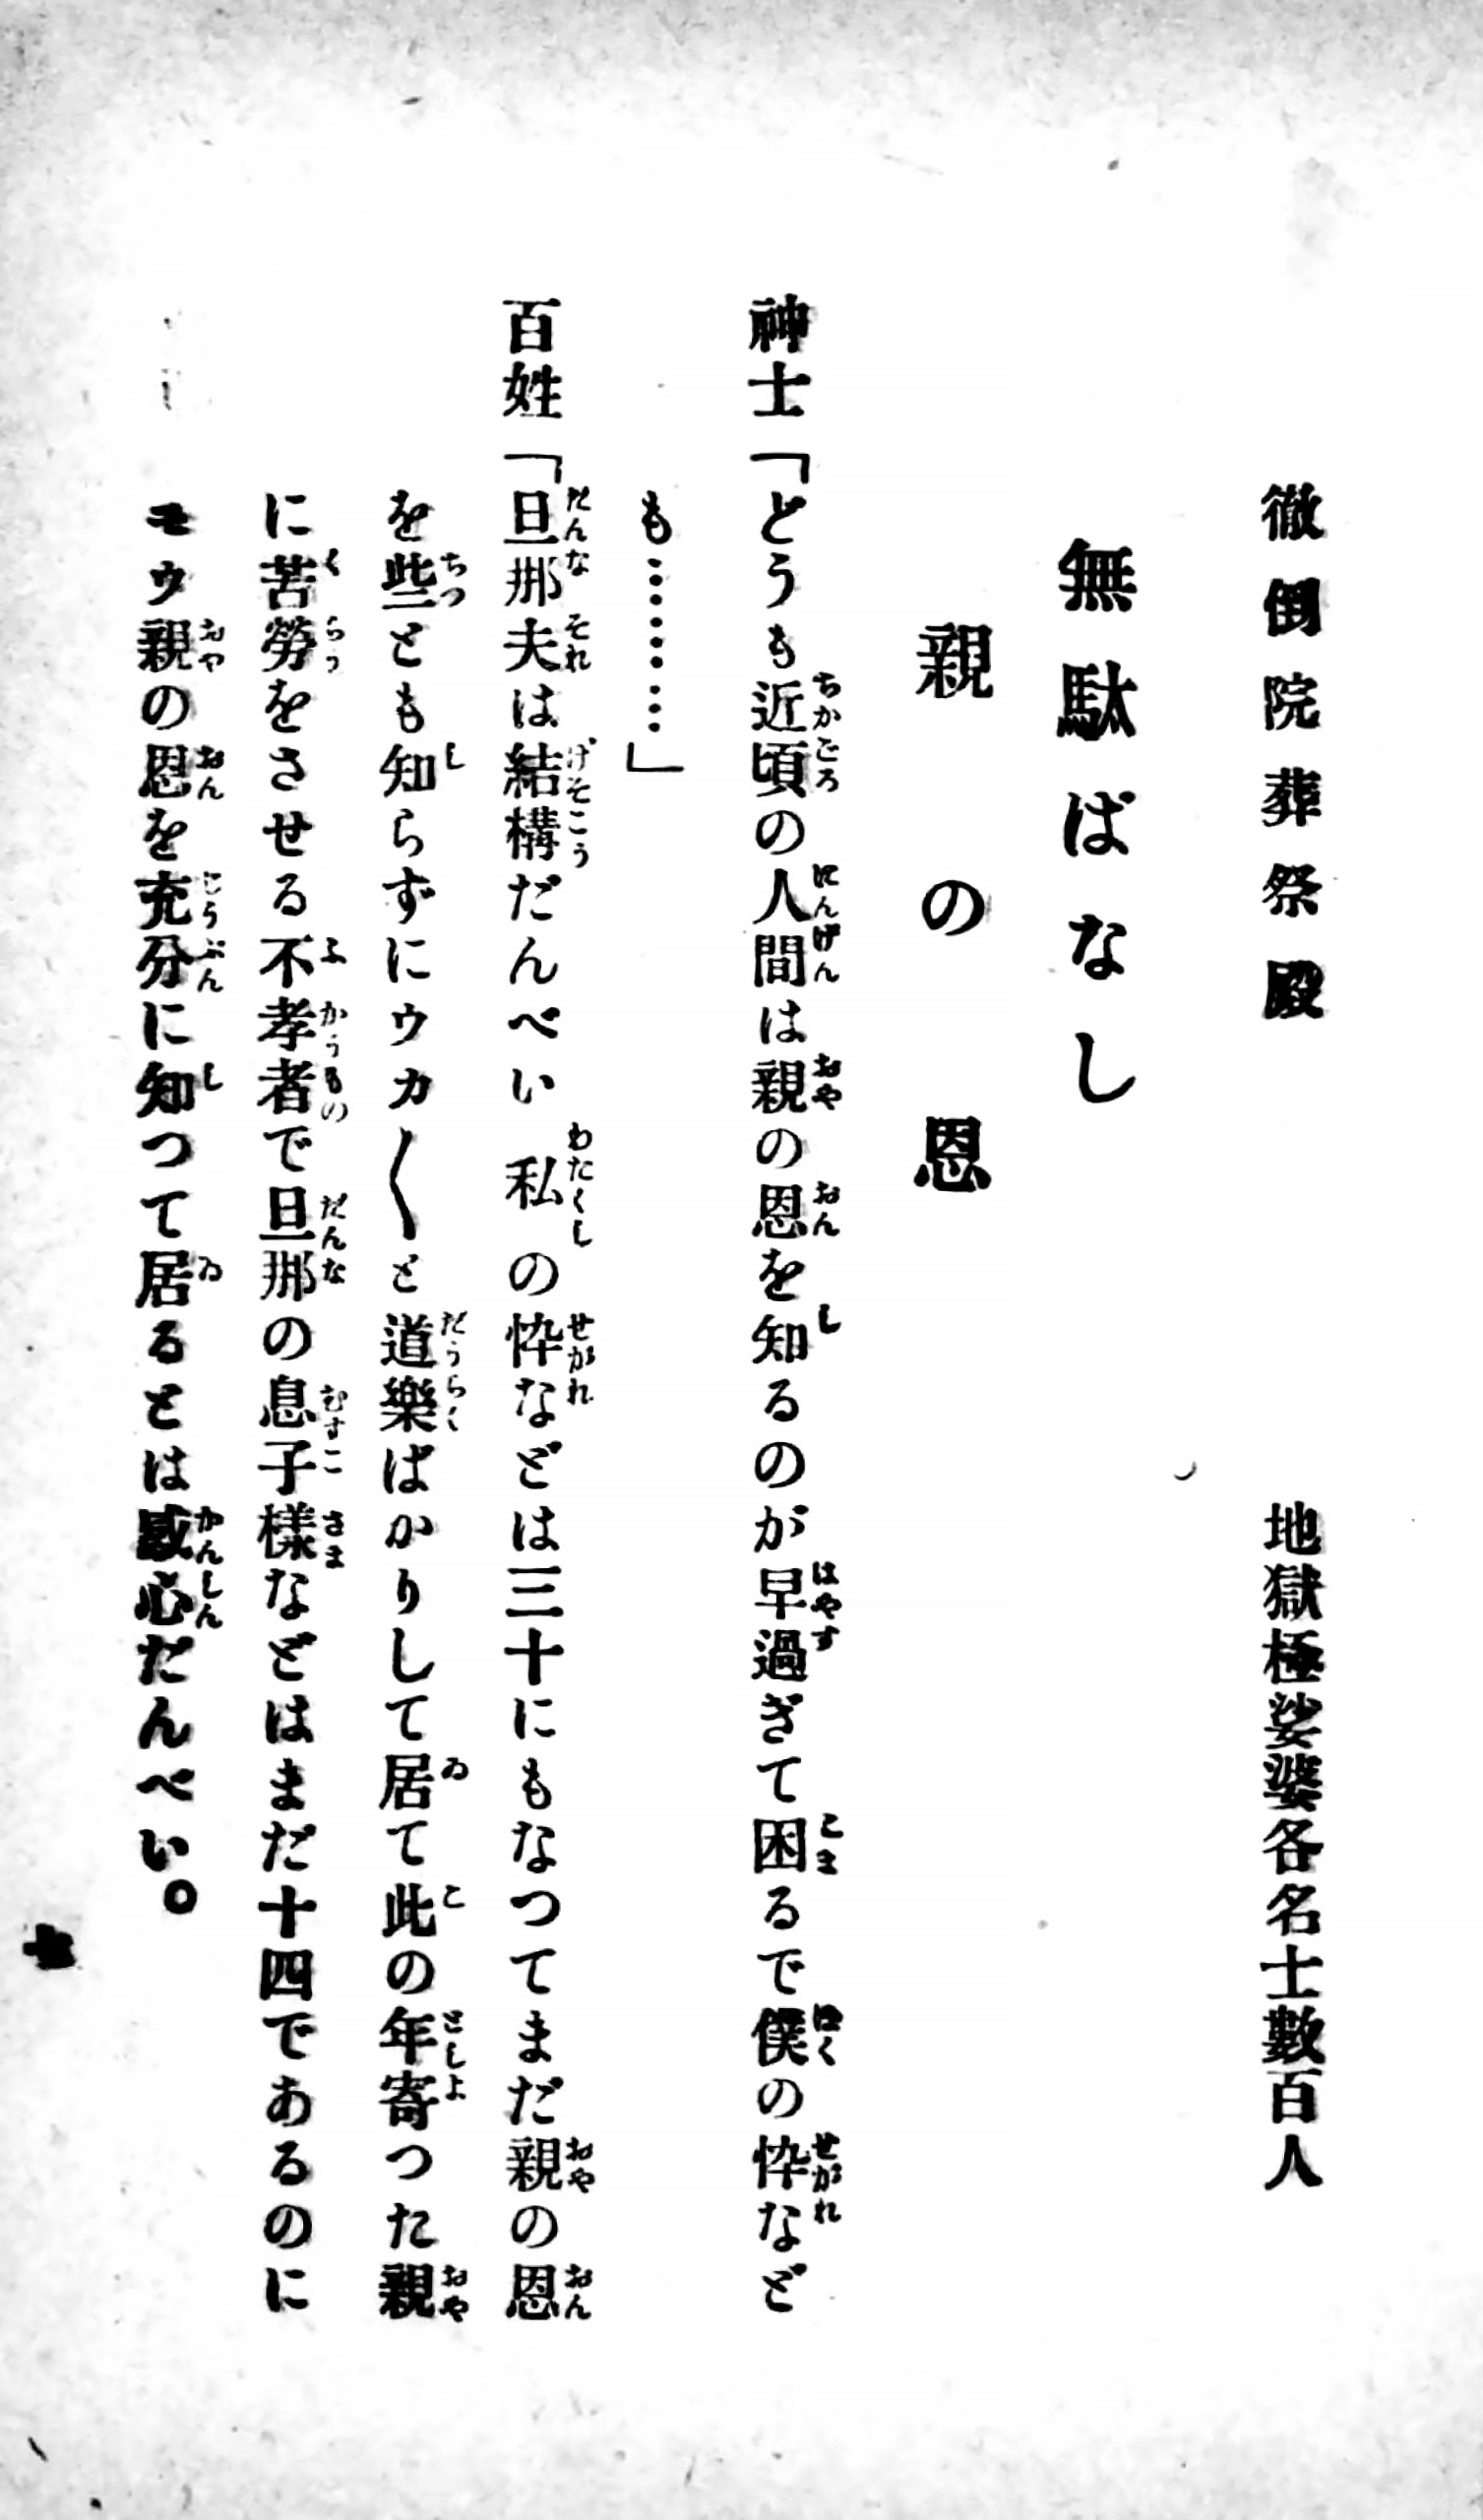 徹倒院葬祭殿 地獄極娑婆各名士數百人
無駄ばなし
親の恩
神士「どうも近頃の人間は親の恩を知るのが早過ぎて困るで僕の悴など
も………」
百姓「旦那夫は結構だんべい私の悴などは三十にもなつてまだ親の恩
を些とも知らずにウカ〱と道樂ばかりして居て此の年寄つた親
に苦勞をさせる不孝者で旦那の息子樣などはまだ十四であるのに
モウ親の恩を充分に知つて居るとは感心だんべい。